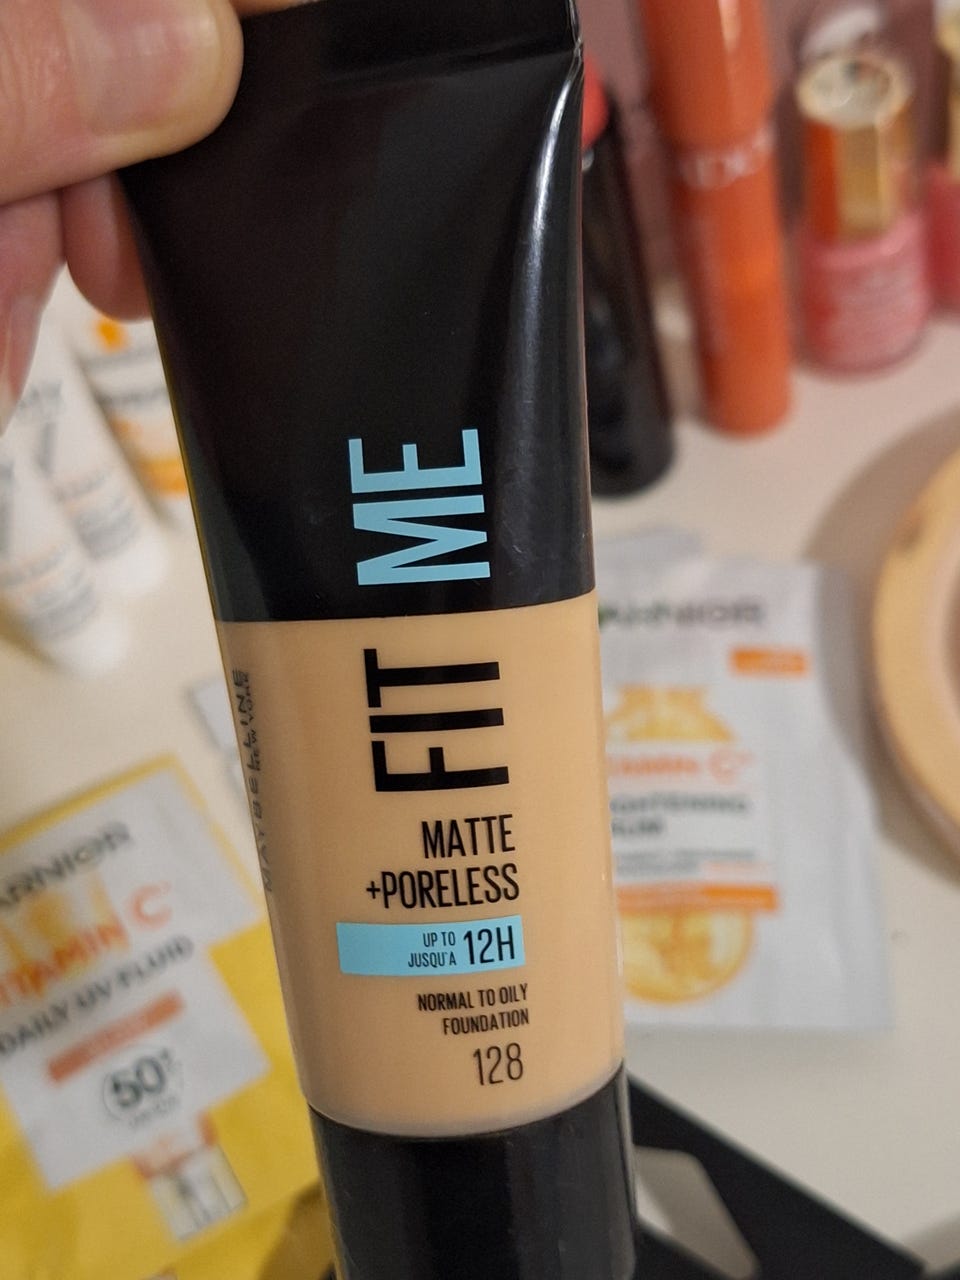 FIT ME
MAYBELLINE
NEW YORK
MATTE
+PORELESS
UP TO
JUSQU'A 12H
NORMAL TO OILY
FOUNDATION
128
GARNIER
VITAMIN C
DAILY UV FLUID
50+